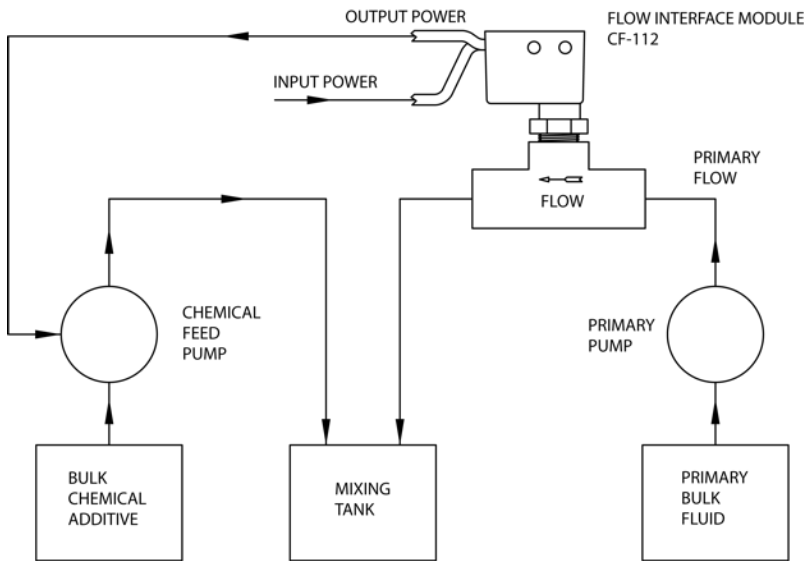 OUTPUT POWER
FLOW INTERFACE MODULE
CF-112
INPUT POWER
PRIMARY
FLOW
FLOW
CHEMICAL
FEED
PUMP
PRIMARY
PUMP
BULK
CHEMICAL
ADDITIVE
MIXING
TANK
PRIMARY
BULK
FLUID